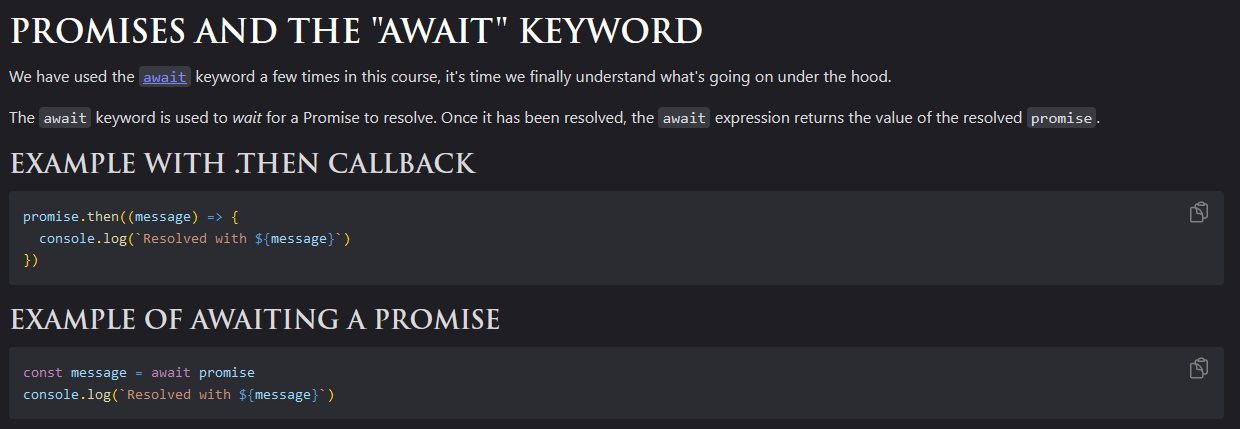 PROMISES AND THE "AWAIT" KEYWORD
We have used the await keyword a few times in this course, it's time we finally understand what's going on under the hood.
The await keyword is used to wait for a Promise to resolve. Once it has been resolved, the await expression returns the value of the resolved promise.
EXAMPLE WITH .THEN CALLBACK
promise.then((message) => {
  console.log(`Resolved with ${message}`)
})
EXAMPLE OF AWAITING A PROMISE
const message = await promise
console.log(`Resolved with ${message}`)